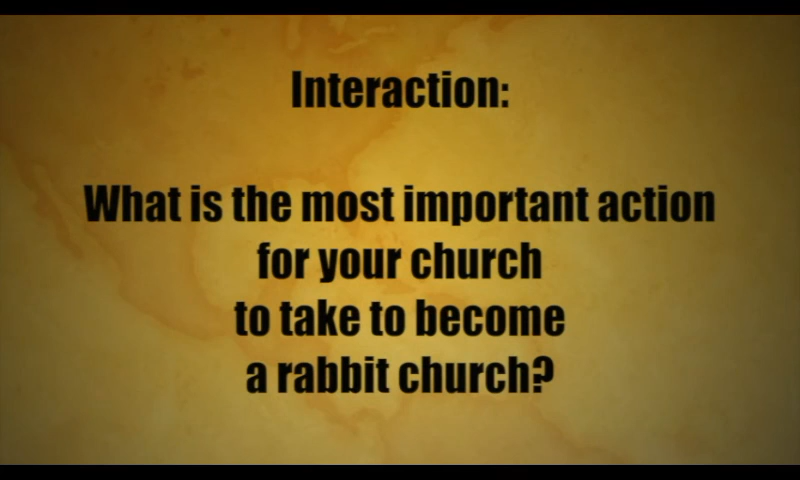 Interaction:
What is the most important action
for your church
to take to become
a rabbit church?